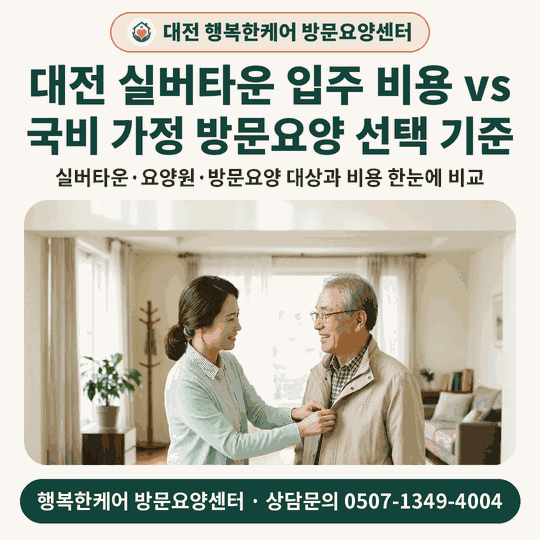 대전 행복한케어 방문요양센터
대전 실버타운 입주 비용 vs
국비 가정 방문요양 선택 기준
실버타운·요양원·방문요양 대상과 비용 한눈에 비교
행복한케어 방문요양센터 · 상담문의 0507-1349-4004